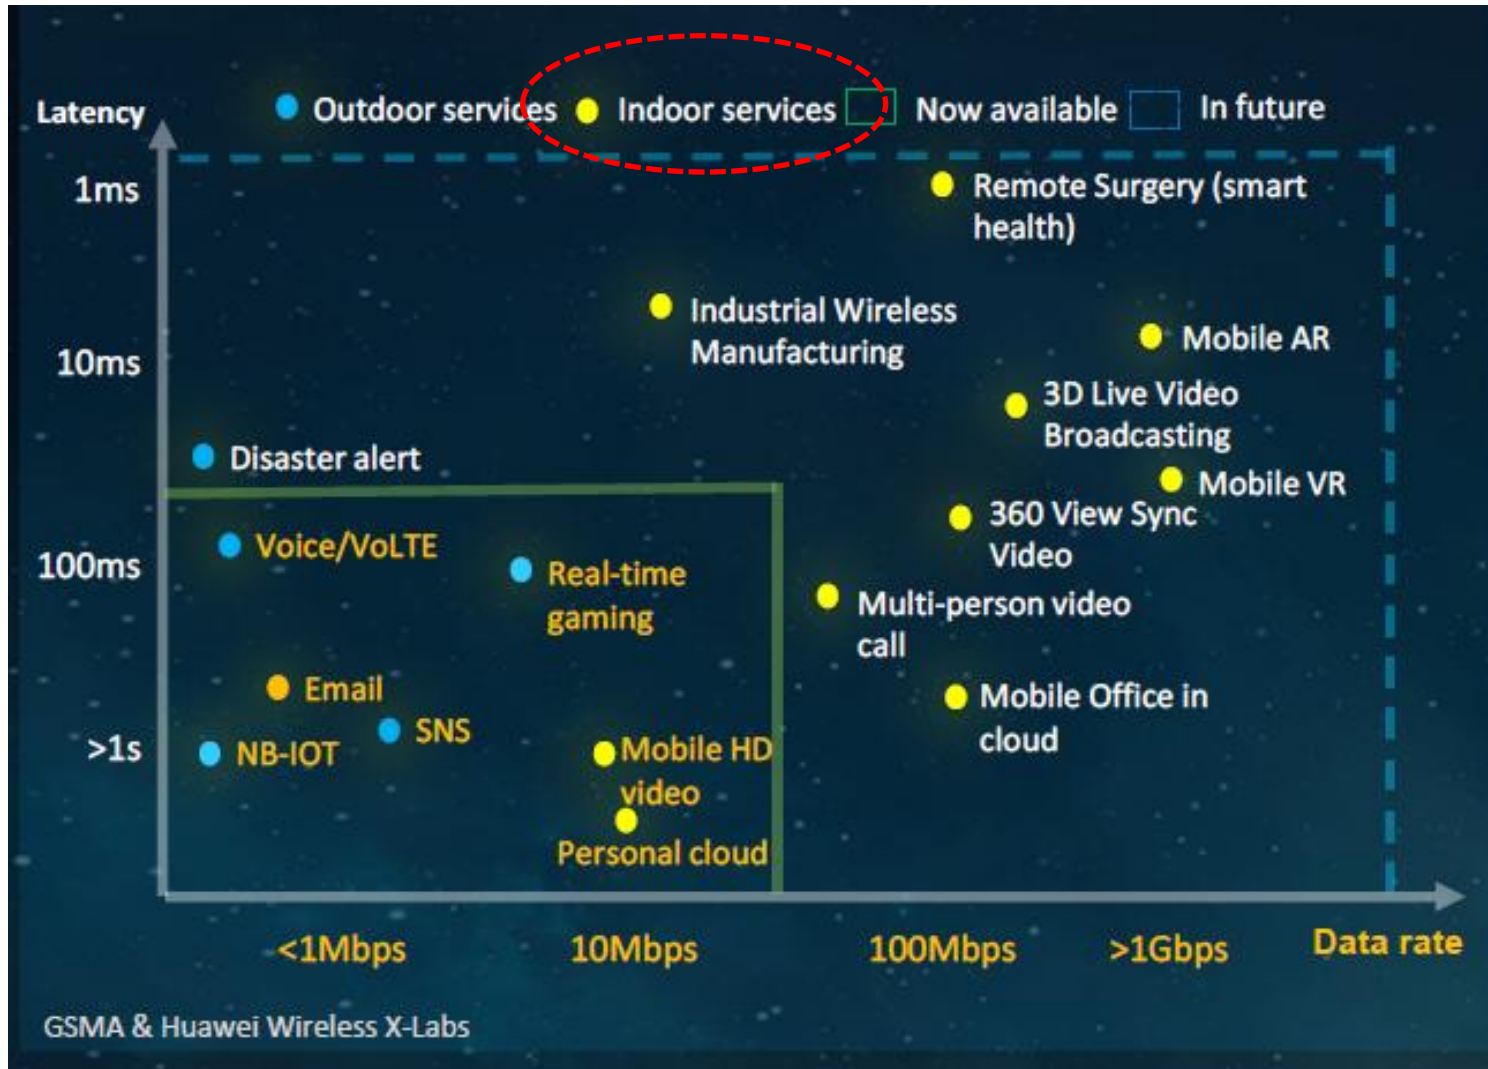 Latency
Outdoor services
Indoor services
Now available
In future
1ms
Remote Surgery (smart
health)
Industrial Wireless
Manufacturing
Mobile AR
10ms
3D Live Video
Broadcasting
Disaster alert
Mobile VR
360 View Sync
Video
Voice/VoLTE
100ms
Real-time
gaming
Multi-person video
call
Email
Mobile Office in
cloud
SNS
>1s
NB-IOT
Mobile HD
video
Personal cloud
<1Mbps
10Mbps
100Mbps
>1Gbps
Data rate
GSMA & Huawei Wireless X-Labs